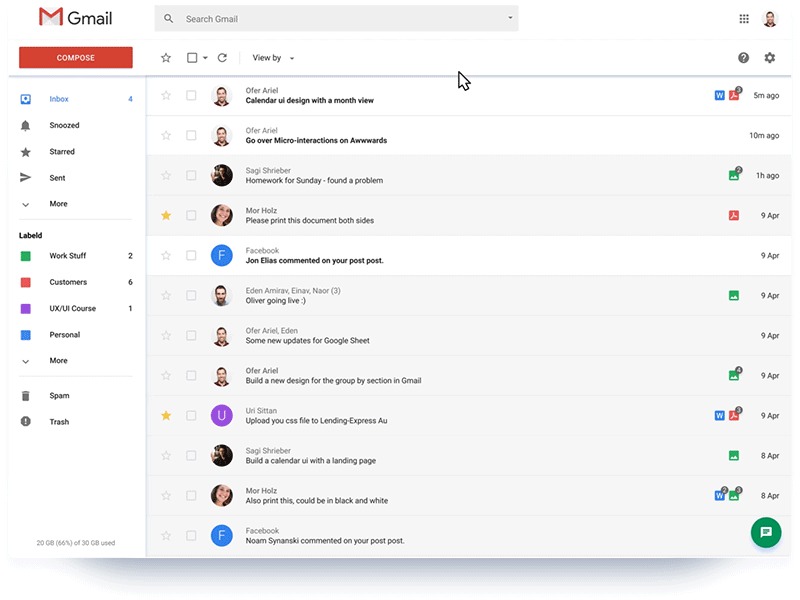 Gmail
Search Gmail
COMPOSE
View by
Inbox 4
Snoozed
Starred
Sent
More
Labeld
Work Stuff 2
Customers 6
UX/UI Course 1
Personal
More
Spam
Trash
20 GB (66%) of 30 GB used
Ofer Ariel
Calendar ui design with a month view
W 3 5m ago
Ofer Ariel
Go over Micro-interactions on Awwwards
10m ago
Sagi Shrieber
Homework for Sunday - found a problem
2 1h ago
Mor Holz
Please print this document both sides
9 Apr
F
Facebook
Jon Elias commented on your post post.
9 Apr
Eden Amirav, Einav, Naor (3)
Oliver going live :)
9 Apr
Ofer Ariel, Eden
Some new updates for Google Sheet
9 Apr
Ofer Ariel
Build a new design for the group by section in Gmail
4 9 Apr
U
Uri Sittan
Upload you css file to Lending-Express Au
W 3 9 Apr
Sagi Shrieber
Build a calendar ui with a landing page
8 Apr
Mor Holz
Also print this, could be in black and white
W 2 3 8 Apr
F
Facebook
Noam Synanski commented on your post post.